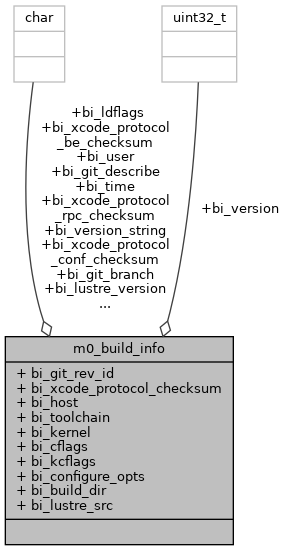 char
uint32_t
+bi_ldflags
+bi_xcode_protocol
_be_checksum
+bi_user
+bi_git_describe
+bi_time
+bi_xcode_protocol
_rpc_checksum
+bi_version_string
+bi_xcode_protocol
_conf_checksum
+bi_git_branch
+bi_lustre_version
...
+bi_version
m0_build_info
+ bi_git_rev_id
+ bi_xcode_protocol_checksum
+ bi_host
+ bi_toolchain
+ bi_kernel
+ bi_cflags
+ bi_kcflags
+ bi_configure_opts
+ bi_build_dir
+ bi_lustre_src